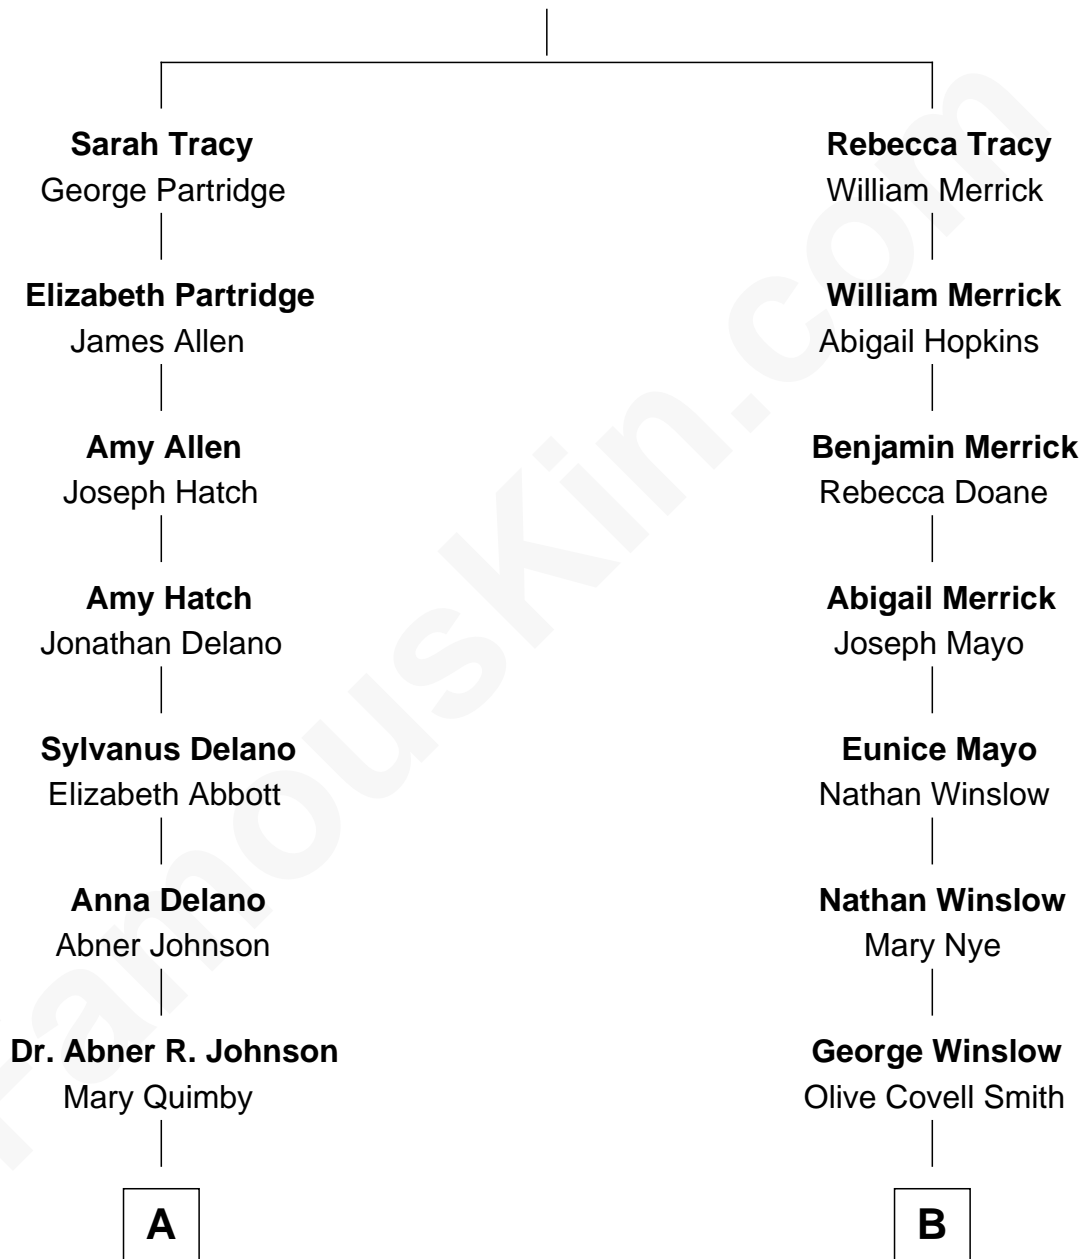 Sarah Tracy
George Partridge
Elizabeth Partridge
James Allen
Amy Allen
Joseph Hatch
Amy Hatch
Jonathan Delano
Sylvanus Delano
Elizabeth Abbott
Anna Delano
Abner Johnson
Dr. Abner R. Johnson
Mary Quimby
A
Rebecca Tracy
William Merrick
William Merrick
Abigail Hopkins
Benjamin Merrick
Rebecca Doane
Abigail Merrick
Joseph Mayo
Eunice Mayo
Nathan Winslow
Nathan Winslow
Mary Nye
George Winslow
Olive Covell Smith
B
FamousKin.com